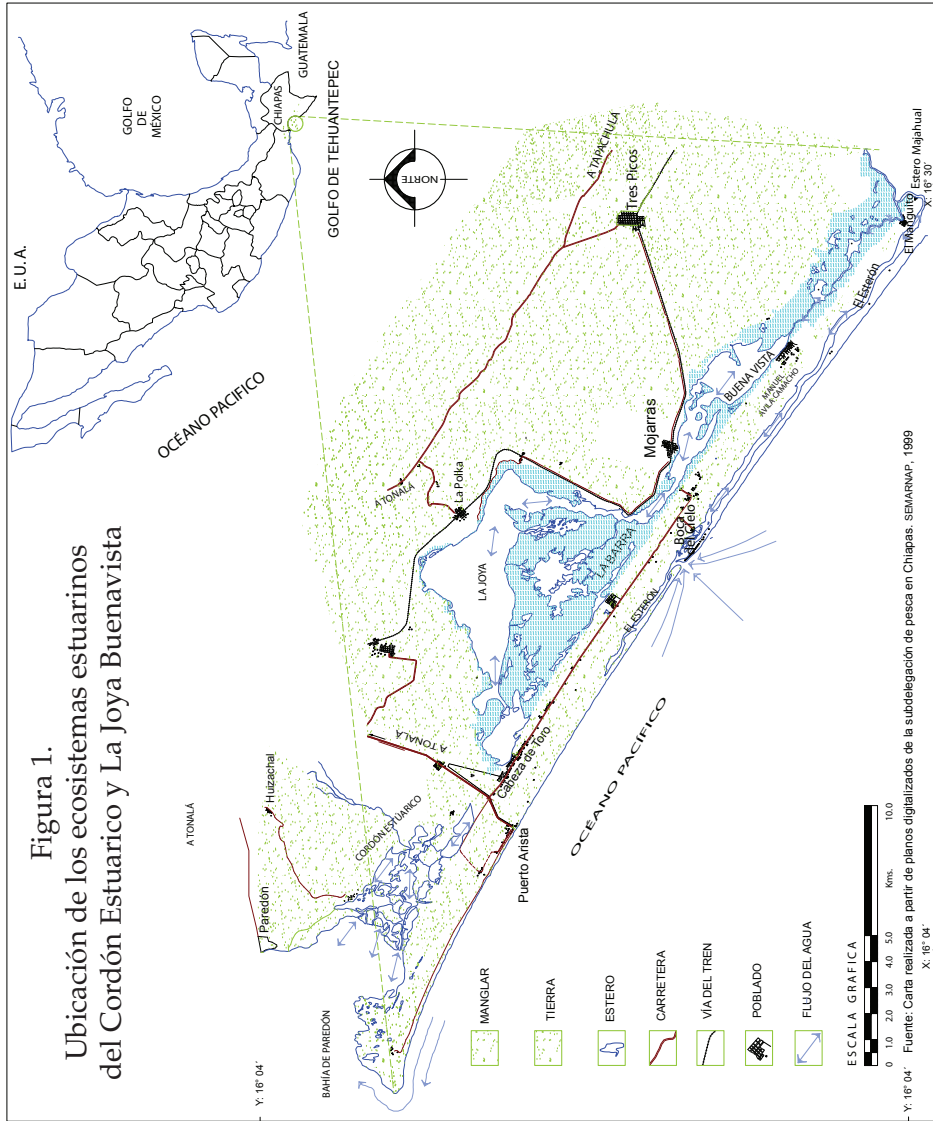 Figura 1.
Ubicación de los ecosistemas estuarinos
del Cordón Estuarico y La Joya Buenavista
E.U.A.
GOLFO
DE
MÉXICO
CHIAPAS
GUATEMALA
OCÉANO PACIFICO
GOLFO DE TEHUANTEPEC
NORTE
A TONALÁ
Y: 16° 04´
Paredón
Huizachal
BAHÍA DE PAREDÓN
CORDÓN ESTÚARICO
A TONALÁ
Puerto Arista
Cabeza de Toro
A TONALÁ
La Polka
LA JOYA
LA BARRA
EL ESTERÓN
Boca
del Cielo
Mojarras
A TAPACHULA
Tres Picos
BUENA VISTA
MANUEL
ÁVILA CAMACHO
El Esterón
El Manguito
Estero Majahual
X: 16° 30´
OCÉANO PACÍFICO
MANGLAR
TIERRA
ESTERO
CARRETERA
VÍA DEL TREN
POBLADO
FLUJO DEL AGUA
ESCALA GRAFICA
0 1.0 2.0 3.0 4.0 5.0 Kms. 10.0
Y: 16° 04´ Fuente: Carta realizada a partir de planos digitalizados de la subdelegación de pesca en Chiapas. SEMARNAP, 1999
X: 16° 04´